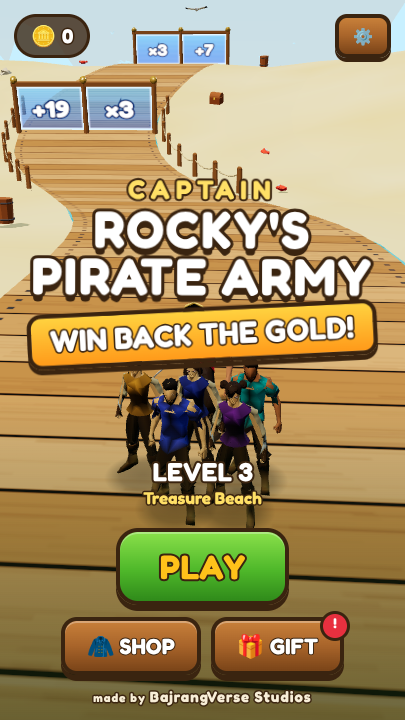 0
×3 +7
+19 ×3
CAPTAIN
ROCKY'S
PIRATE ARMY
WIN BACK THE GOLD!
LEVEL 3
Treasure Beach
PLAY
SHOP
GIFT
!
made by BajrangVerse Studios